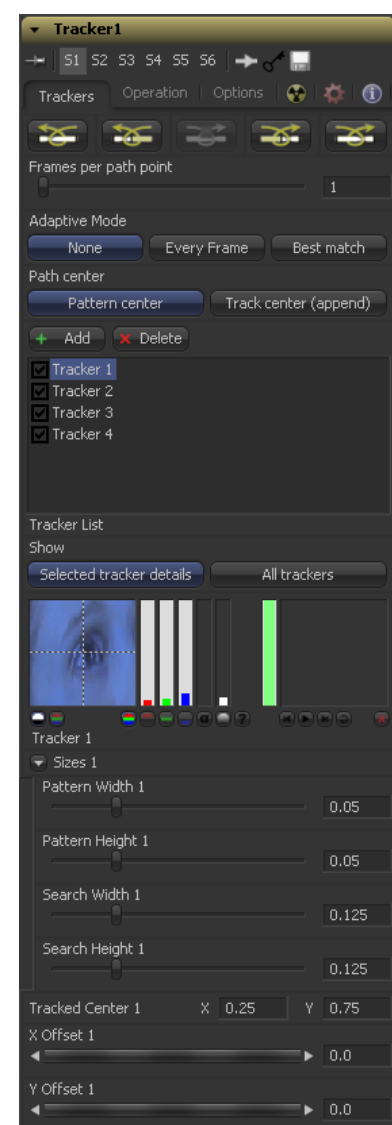 Tracker1
S1 S2 S3 S4 S5 S6
Trackers Operation Options
Frames per path point
1
Adaptive Mode
None Every Frame Best match
Path center
Pattern center Track center (append)
+ Add × Delete
Tracker 1
Tracker 2
Tracker 3
Tracker 4
Tracker List
Show
Selected tracker details All trackers
Tracker 1
Sizes 1
Pattern Width 1
0.05
Pattern Height 1
0.05
Search Width 1
0.125
Search Height 1
0.125
Tracked Center 1 X 0.25 Y 0.75
X Offset 1
0.0
Y Offset 1
0.0